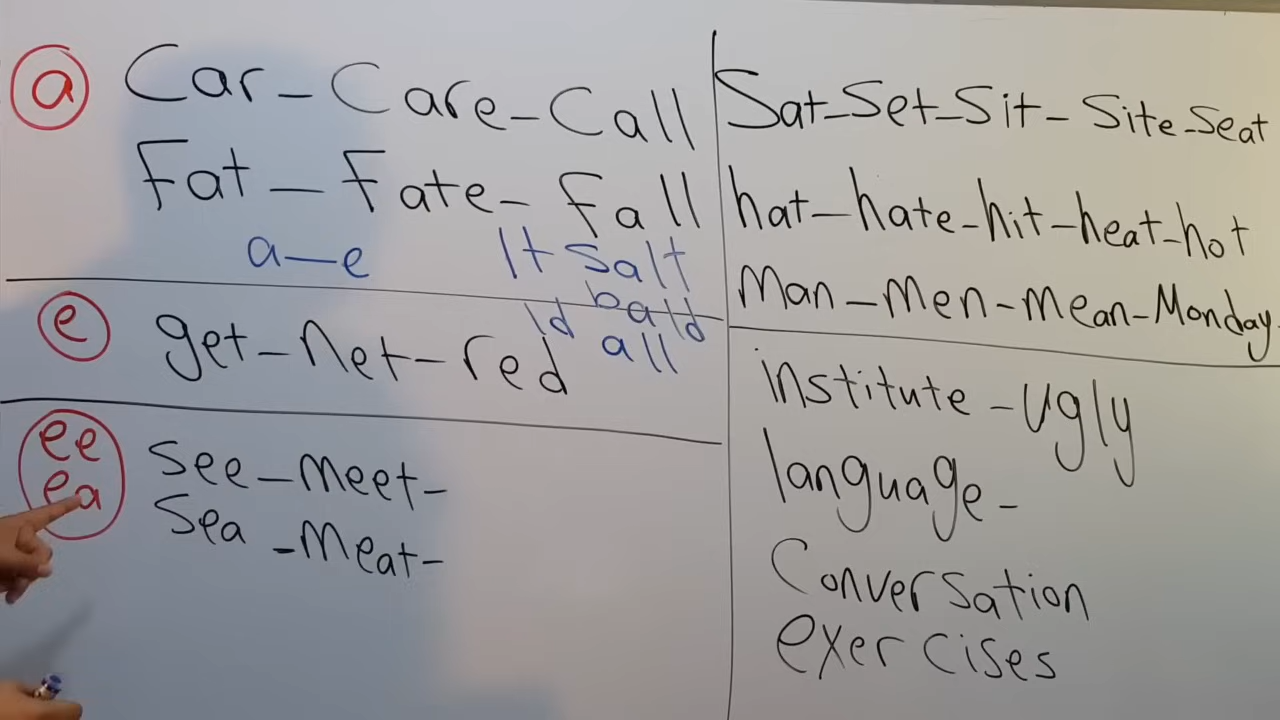 a Car - Care - Call
Fat - Fate - Fall
a - e lt Salt
ld bald
all
e get - net - red
ee see - meet -
ea Sea - meat -
Sat - Set - Sit - Site - Seat
hat - hate - hit - heat - hot
Man - men - mean - Monday
institute - Ugly
language -
Conversation
exercises